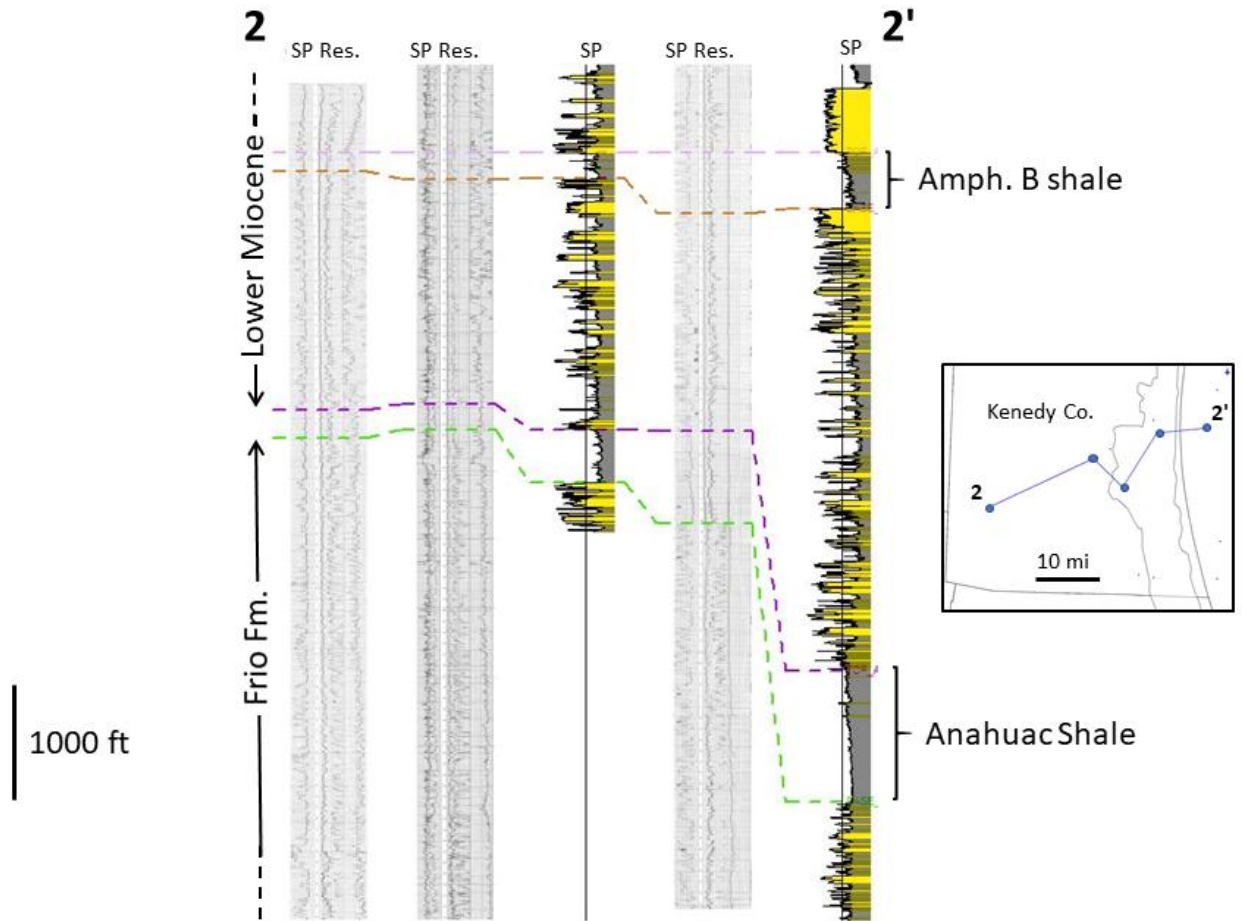 2
2'
SP Res.
SP Res.
SP
SP Res.
SP
Lower Miocene
Frio Fm.
Amph. B shale
Anahuac Shale
1000 ft
Kenedy Co.
2
2'
10 mi